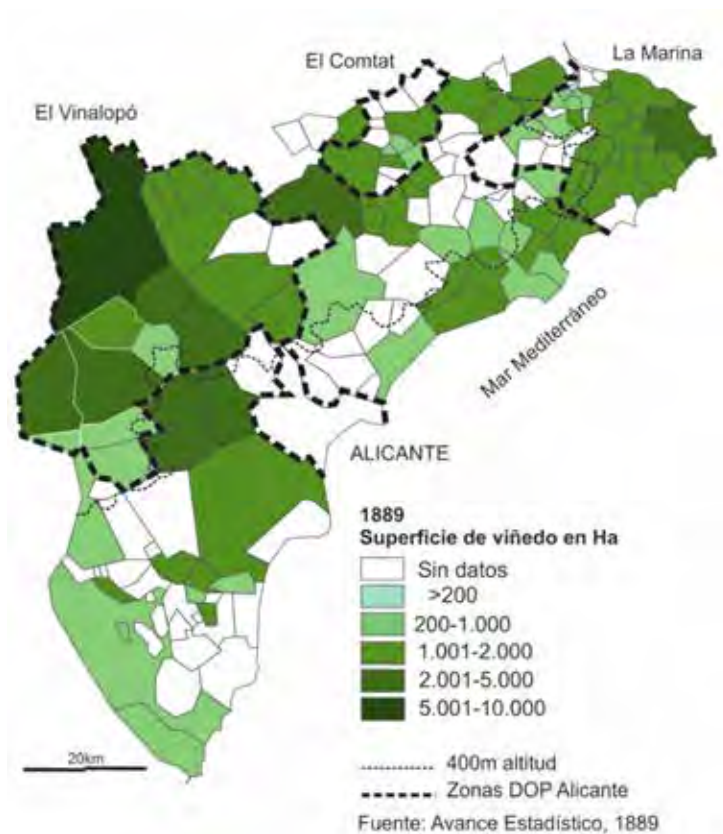 El Comtat
La Marina
El Vinalopó
Mar Mediterráneo
ALICANTE
1889
Superficie de viñedo en Ha
Sin datos
>200
200-1.000
1.001-2.000
2.001-5.000
5.001-10.000
20km
400m altitud
Zonas DOP Alicante
Fuente: Avance Estadístico, 1889